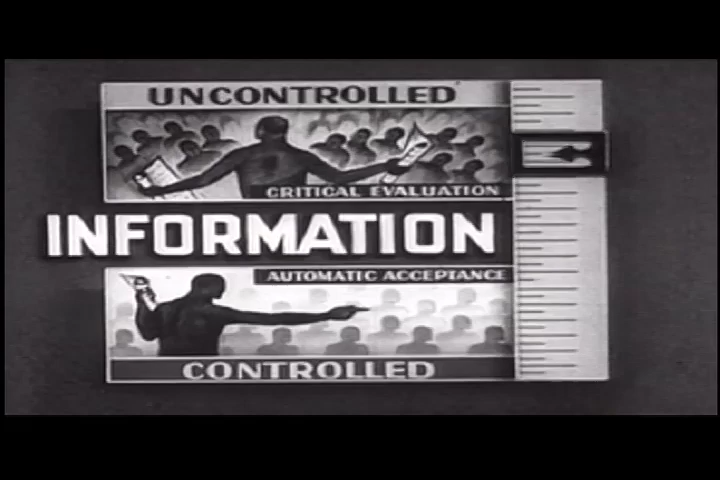 UNCONTROLLED
CRITICAL EVALUATION
INFORMATION
AUTOMATIC ACCEPTANCE
CONTROLLED